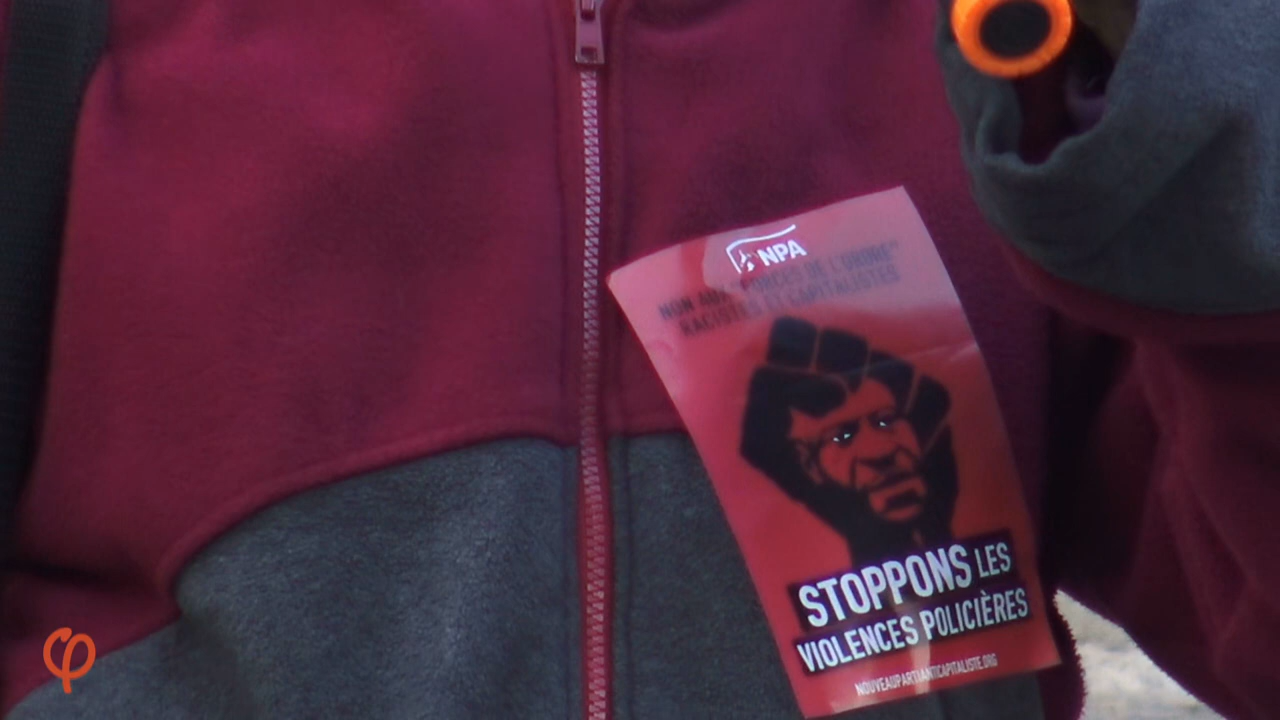 NPA
NON AUX "FORCES DE L'ORDRE"
RACISTES ET CAPITALISTES
STOPPONS LES
VIOLENCES POLICIÈRES
NOUVEAUPARTIANTICAPITALISTE.ORG
φ